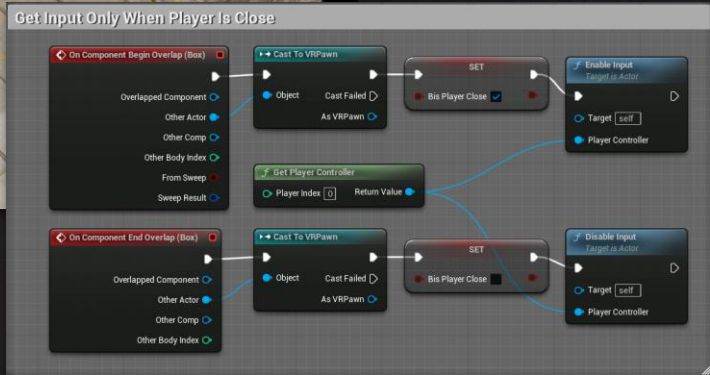 Get Input Only When Player Is Close
On Component Begin Overlap (Box)
Overlapped Component
Other Actor
Other Comp
Other Body Index
From Sweep
Sweep Result
Cast To VRPawn
Object
Cast Failed
As VRPawn
SET
Bis Player Close
Enable Input
Target is Actor
Target self
Player Controller
Get Player Controller
Player Index 0
Return Value
On Component End Overlap (Box)
Overlapped Component
Other Actor
Other Comp
Other Body Index
Cast To VRPawn
Object
Cast Failed
As VRPawn
SET
Bis Player Close
Disable Input
Target is Actor
Target self
Player Controller